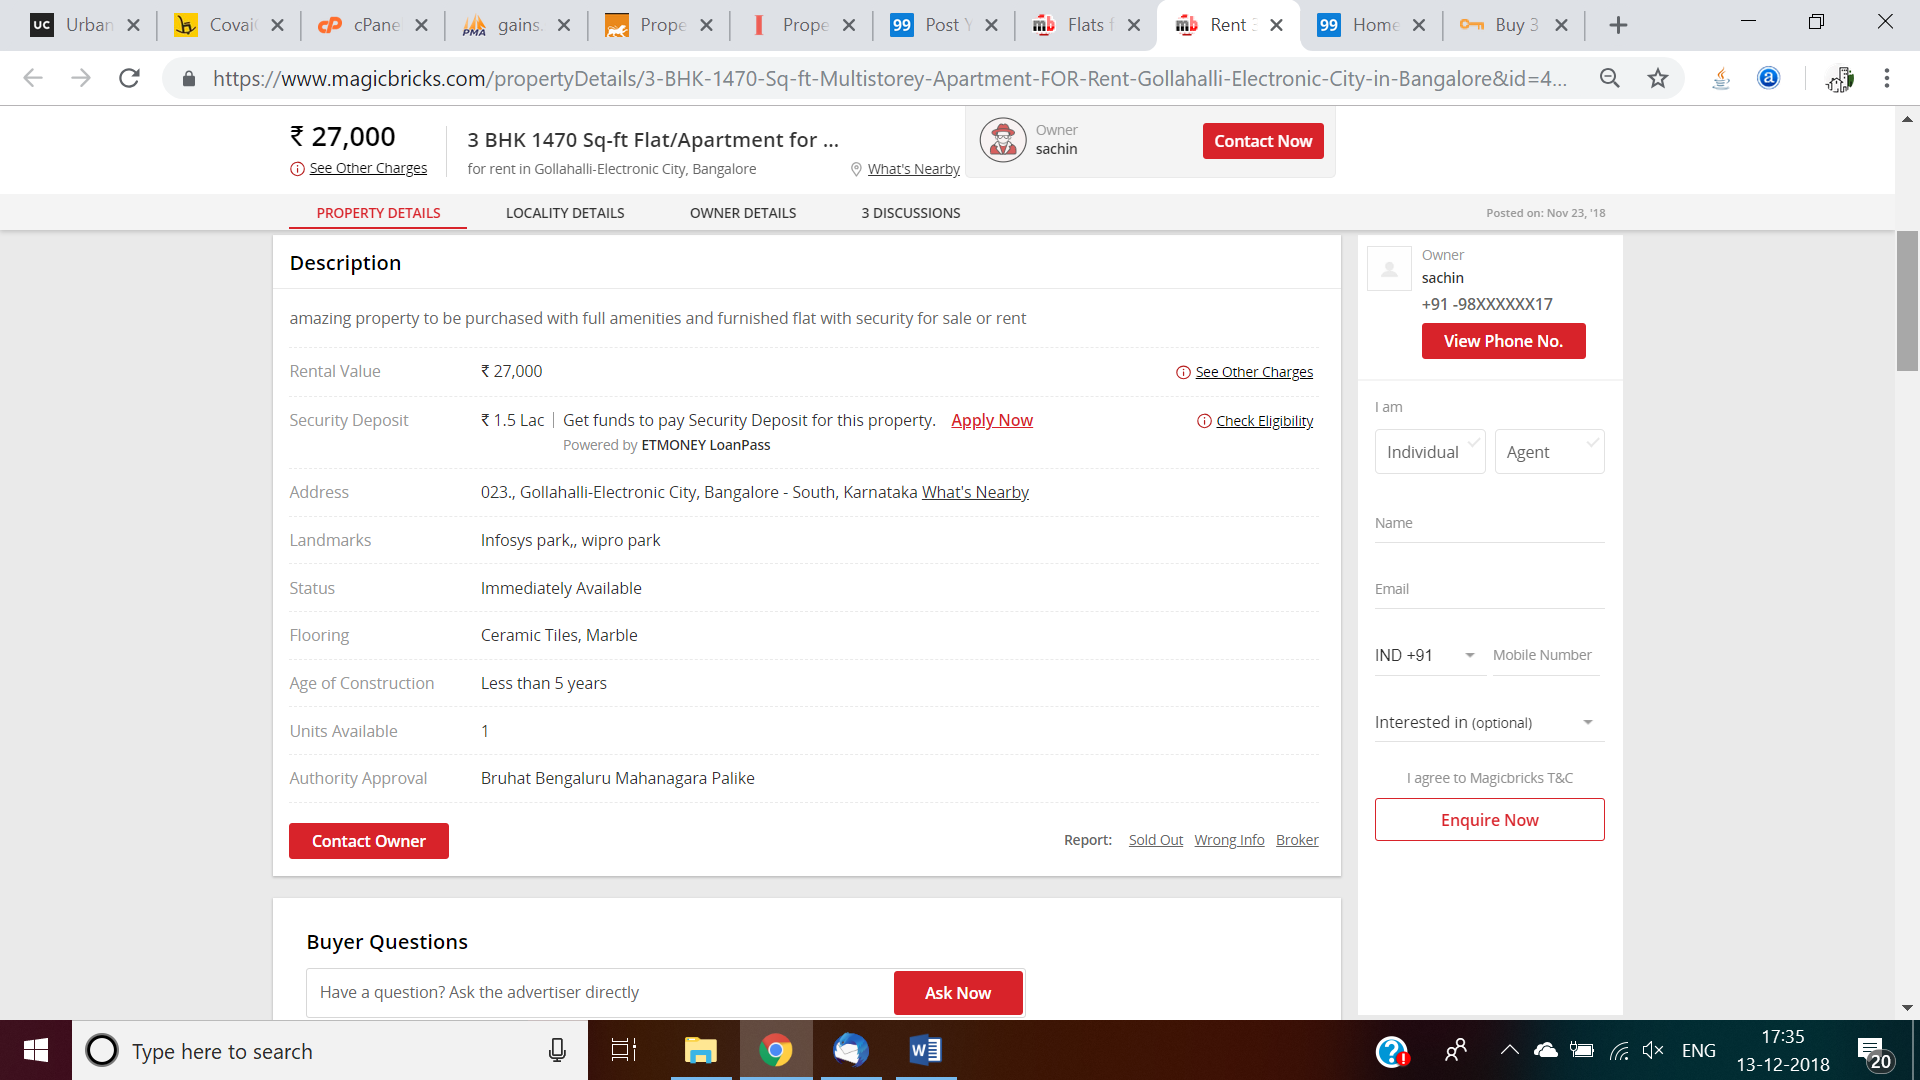 Urban
Covai
cPane
gains.
Prope
Prope
Post Y
Flats f
Rent 3
Home
Buy 3
https://www.magicbricks.com/propertyDetails/3-BHK-1470-Sq-ft-Multistorey-Apartment-FOR-Rent-Gollahalli-Electronic-City-in-Bangalore&id=4...
₹ 27,000
See Other Charges
3 BHK 1470 Sq-ft Flat/Apartment for ...
for rent in Gollahalli-Electronic City, Bangalore
What's Nearby
Owner
sachin
Contact Now
PROPERTY DETAILS LOCALITY DETAILS OWNER DETAILS 3 DISCUSSIONS
Posted on: Nov 23, '18
Description
amazing property to be purchased with full amenities and furnished flat with security for sale or rent
Rental Value ₹ 27,000 See Other Charges
Security Deposit ₹ 1.5 Lac Get funds to pay Security Deposit for this property. Apply Now Check Eligibility
Powered by ETMONEY LoanPass
Address 023., Gollahalli-Electronic City, Bangalore - South, Karnataka What's Nearby
Landmarks Infosys park,, wipro park
Status Immediately Available
Flooring Ceramic Tiles, Marble
Age of Construction Less than 5 years
Units Available 1
Authority Approval Bruhat Bengaluru Mahanagara Palike
Contact Owner
Report: Sold Out Wrong Info Broker
Buyer Questions
Have a question? Ask the advertiser directly
Ask Now
Owner
sachin
+91 -98XXXXXX17
View Phone No.
I am
Individual Agent
Name
Email
IND +91 Mobile Number
Interested in (optional)
I agree to Magicbricks T&C
Enquire Now
Type here to search
ENG
17:35
13-12-2018
20